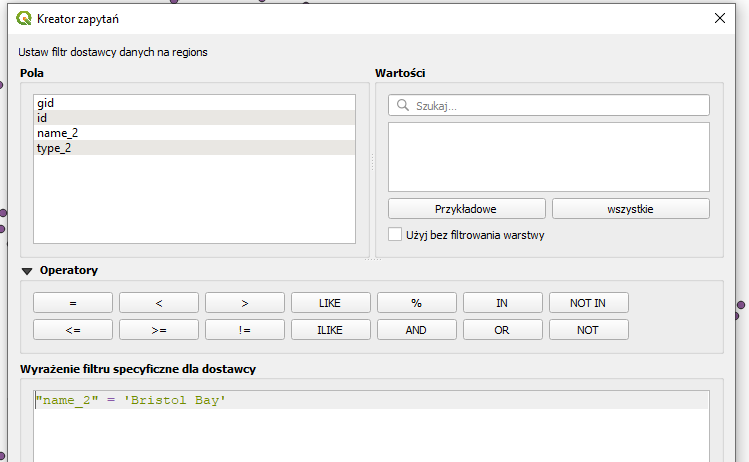 Kreator zapytań
Ustaw filtr dostawcy danych na regions
Pola
Wartości
gid
id
name_2
type_2
Szukaj...
Przykładowe
wszystkie
Użyj bez filtrowania warstwy
Operatory
= < > LIKE % IN NOT IN
<= >= != ILIKE AND OR NOT
Wyrażenie filtru specyficzne dla dostawcy
"name_2" = 'Bristol Bay'